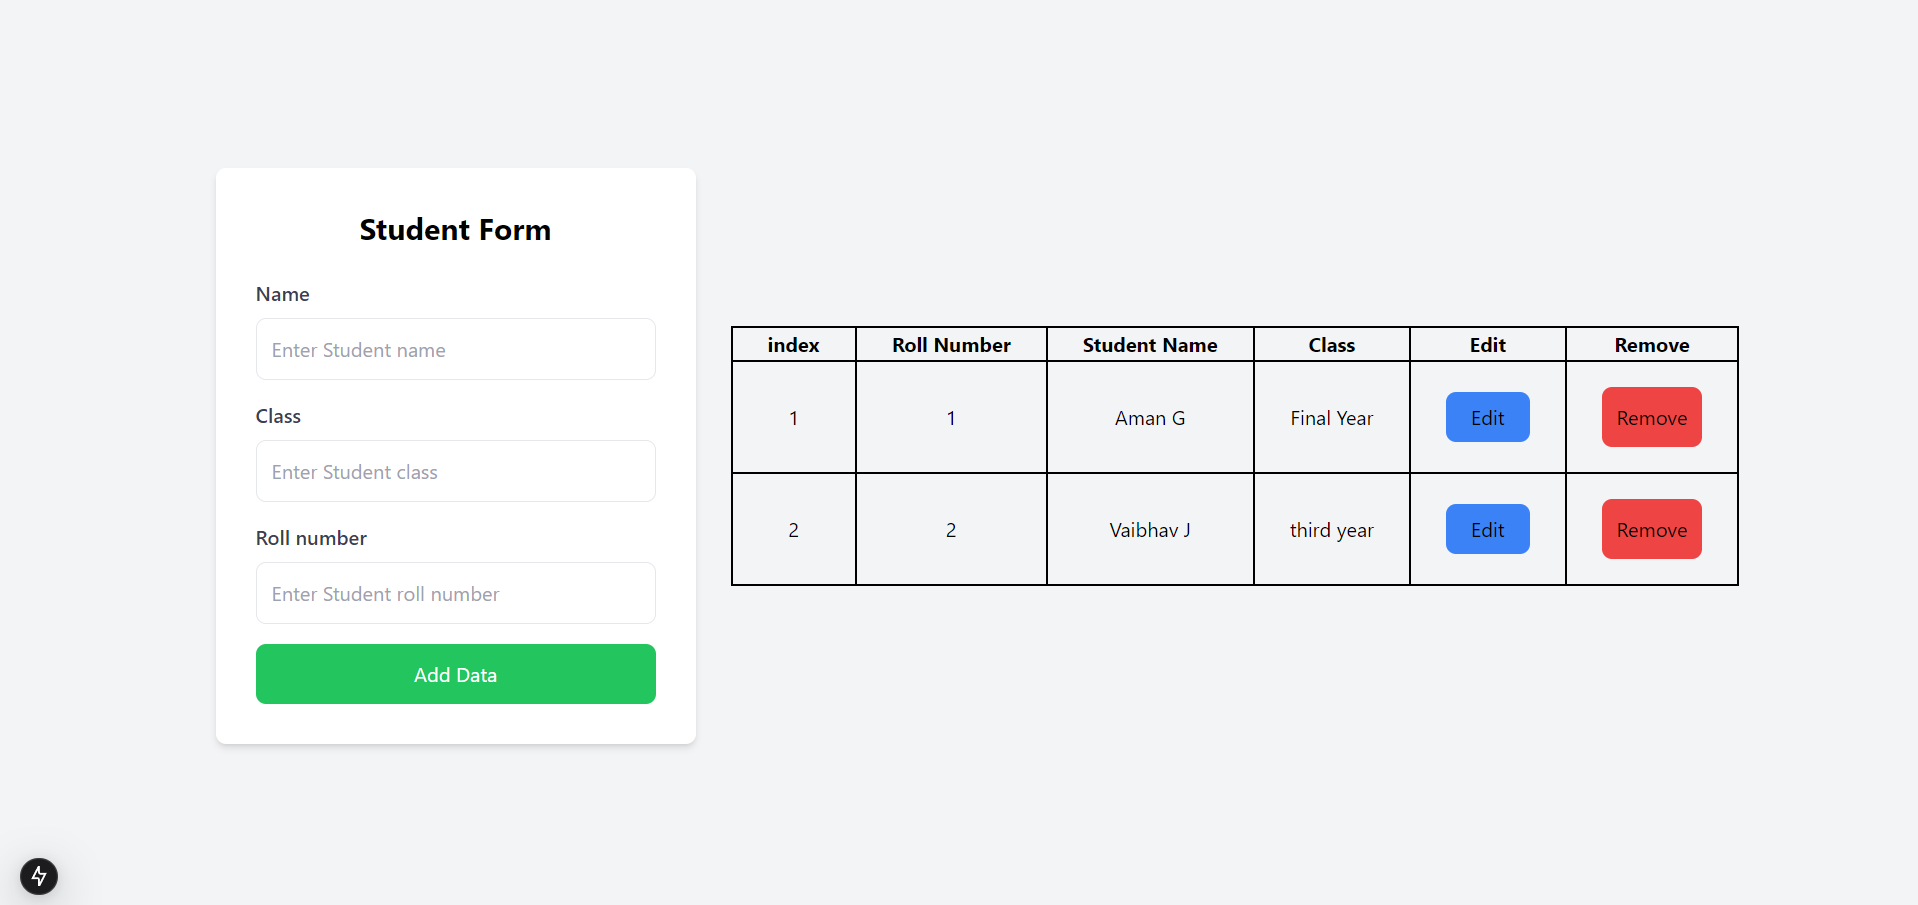 Student Form
Name
Enter Student name
Class
Enter Student class
Roll number
Enter Student roll number
Add Data
index Roll Number Student Name Class Edit Remove
1 1 Aman G Final Year Edit Remove
2 2 Vaibhav J third year Edit Remove